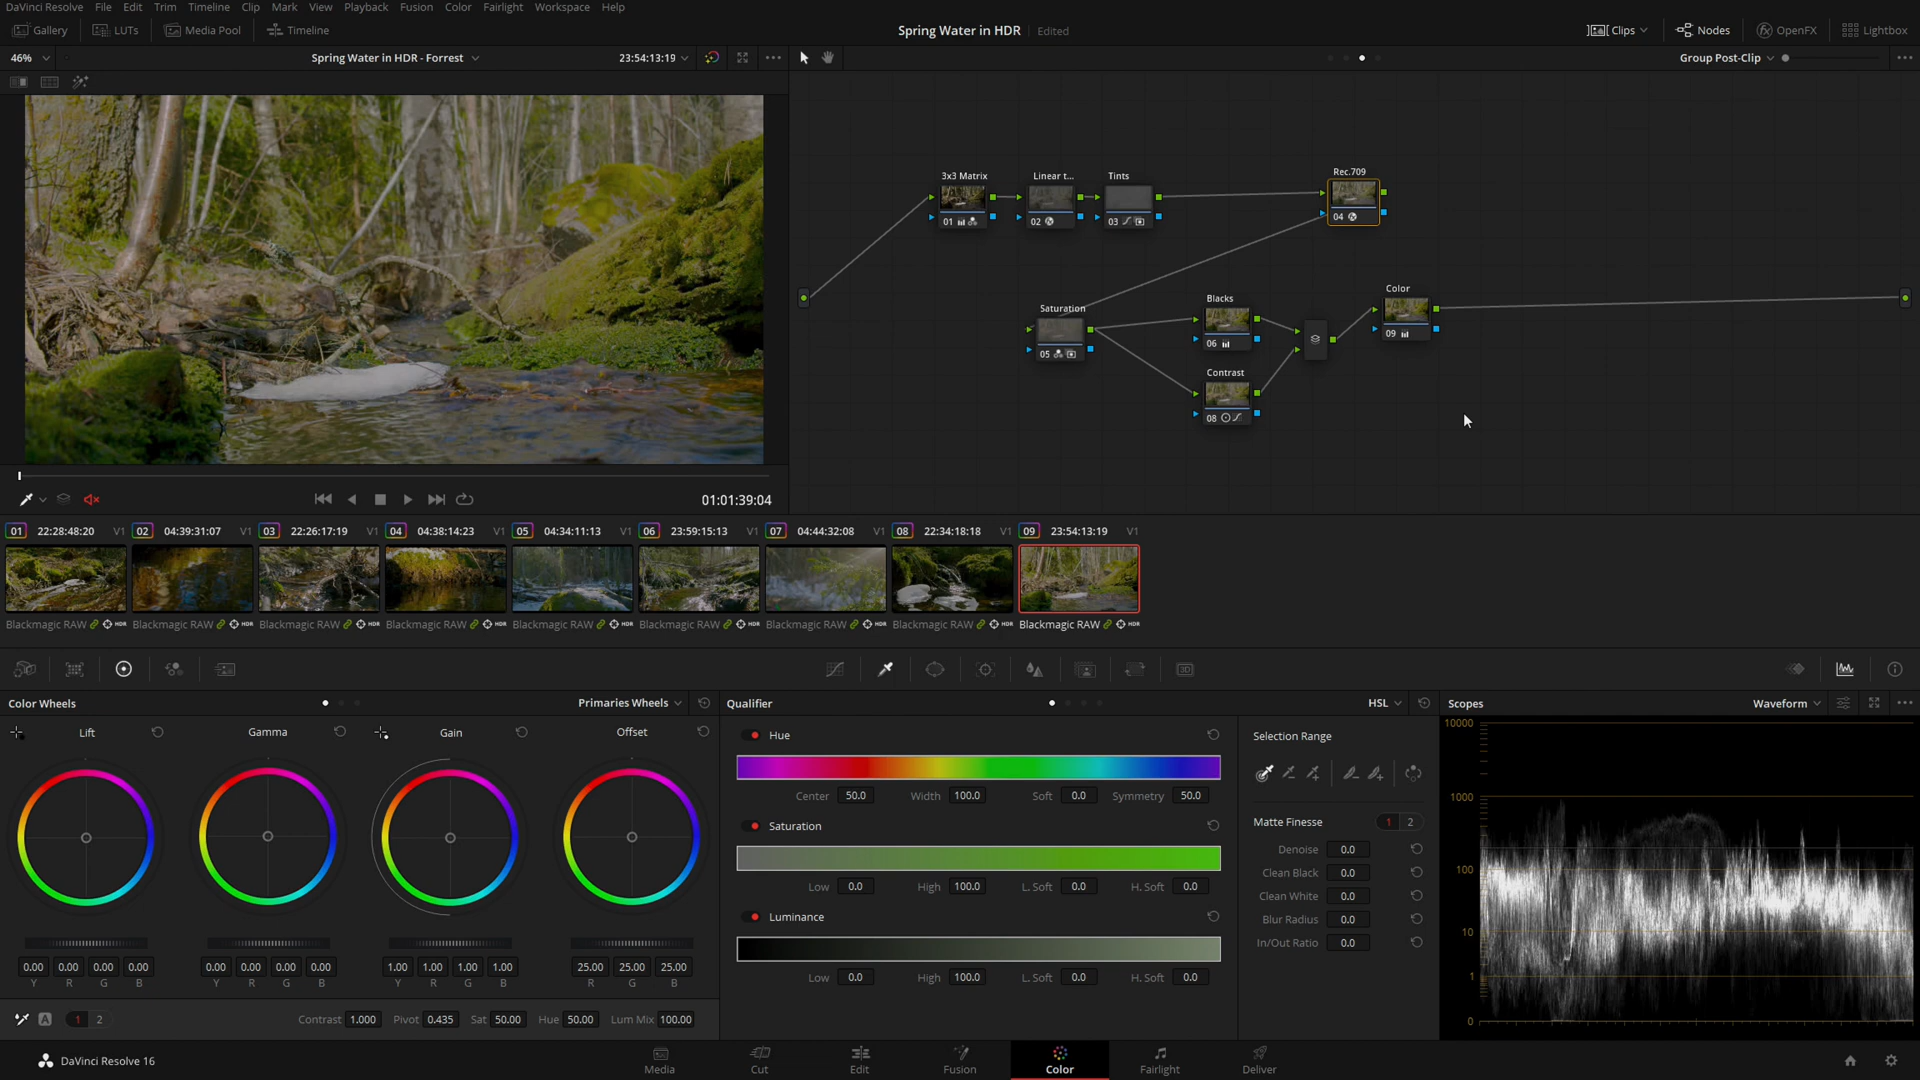 DaVinci Resolve File Edit Trim Timeline Clip Mark View Playback Fusion Color Fairlight Workspace Help
Gallery LUTs Media Pool Timeline Spring Water in HDR Edited Clips Nodes OpenFX Lightbox
46% Spring Water in HDR - Forrest 23:54:13:19 Group Post-Clip
3x3 Matrix Linear t... Tints Rec.709
01 02 03 04
Saturation Blacks Color
05 06 09
Contrast
08
01:01:39:04
01 22:28:48:20 V1 02 04:39:31:07 V1 03 22:26:17:19 V1 04 04:38:14:23 V1 05 04:34:11:13 V1 06 23:59:15:13 V1 07 04:44:32:08 V1 08 22:34:18:18 V1 09 23:54:13:19 V1
Blackmagic RAW HDR Blackmagic RAW HDR Blackmagic RAW HDR Blackmagic RAW HDR Blackmagic RAW HDR Blackmagic RAW HDR Blackmagic RAW HDR Blackmagic RAW HDR Blackmagic RAW HDR
3D
Color Wheels Primaries Wheels
Lift Gamma Gain Offset
0.00 0.00 0.00 0.00 0.00 0.00 0.00 0.00 1.00 1.00 1.00 1.00 25.00 25.00 25.00
Y R G B Y R G B Y R G B R G B
A 1 2 Contrast 1.000 Pivot 0.435 Sat 50.00 Hue 50.00 Lum Mix 100.00
Qualifier HSL
Hue
Center 50.0 Width 100.0 Soft 0.0 Symmetry 50.0
Saturation
Low 0.0 High 100.0 L. Soft 0.0 H. Soft 0.0
Luminance
Low 0.0 High 100.0 L. Soft 0.0 H. Soft 0.0
Selection Range
Matte Finesse 1 2
Denoise 0.0
Clean Black 0.0
Clean White 0.0
Blur Radius 0.0
In/Out Ratio 0.0
Scopes Waveform
10000
1000
100
10
1
0
DaVinci Resolve 16 Media Cut Edit Fusion Color Fairlight Deliver